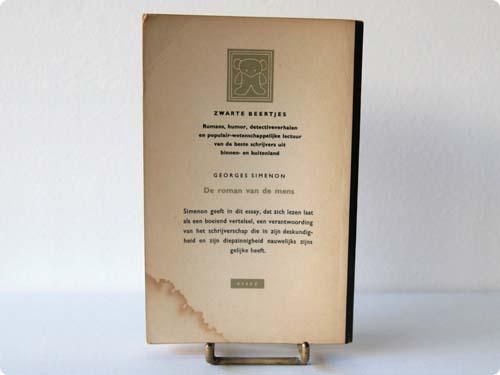 ZWARTE BEERTJES
Romans, humor, detectiveverhalen
en populair-wetenschappelijke lectuur
van de beste schrijvers uit
binnen- en buitenland
GEORGES SIMENON
De roman van de mens
Simenon geeft in dit essay, dat zich lezen laat
als een boeiend vertelsel, een verantwoording
van het schrijverschap die in zijn deskundig-
heid en zijn diepzinnigheid nauwelijks zijns
gelijke heeft.
ESSAY